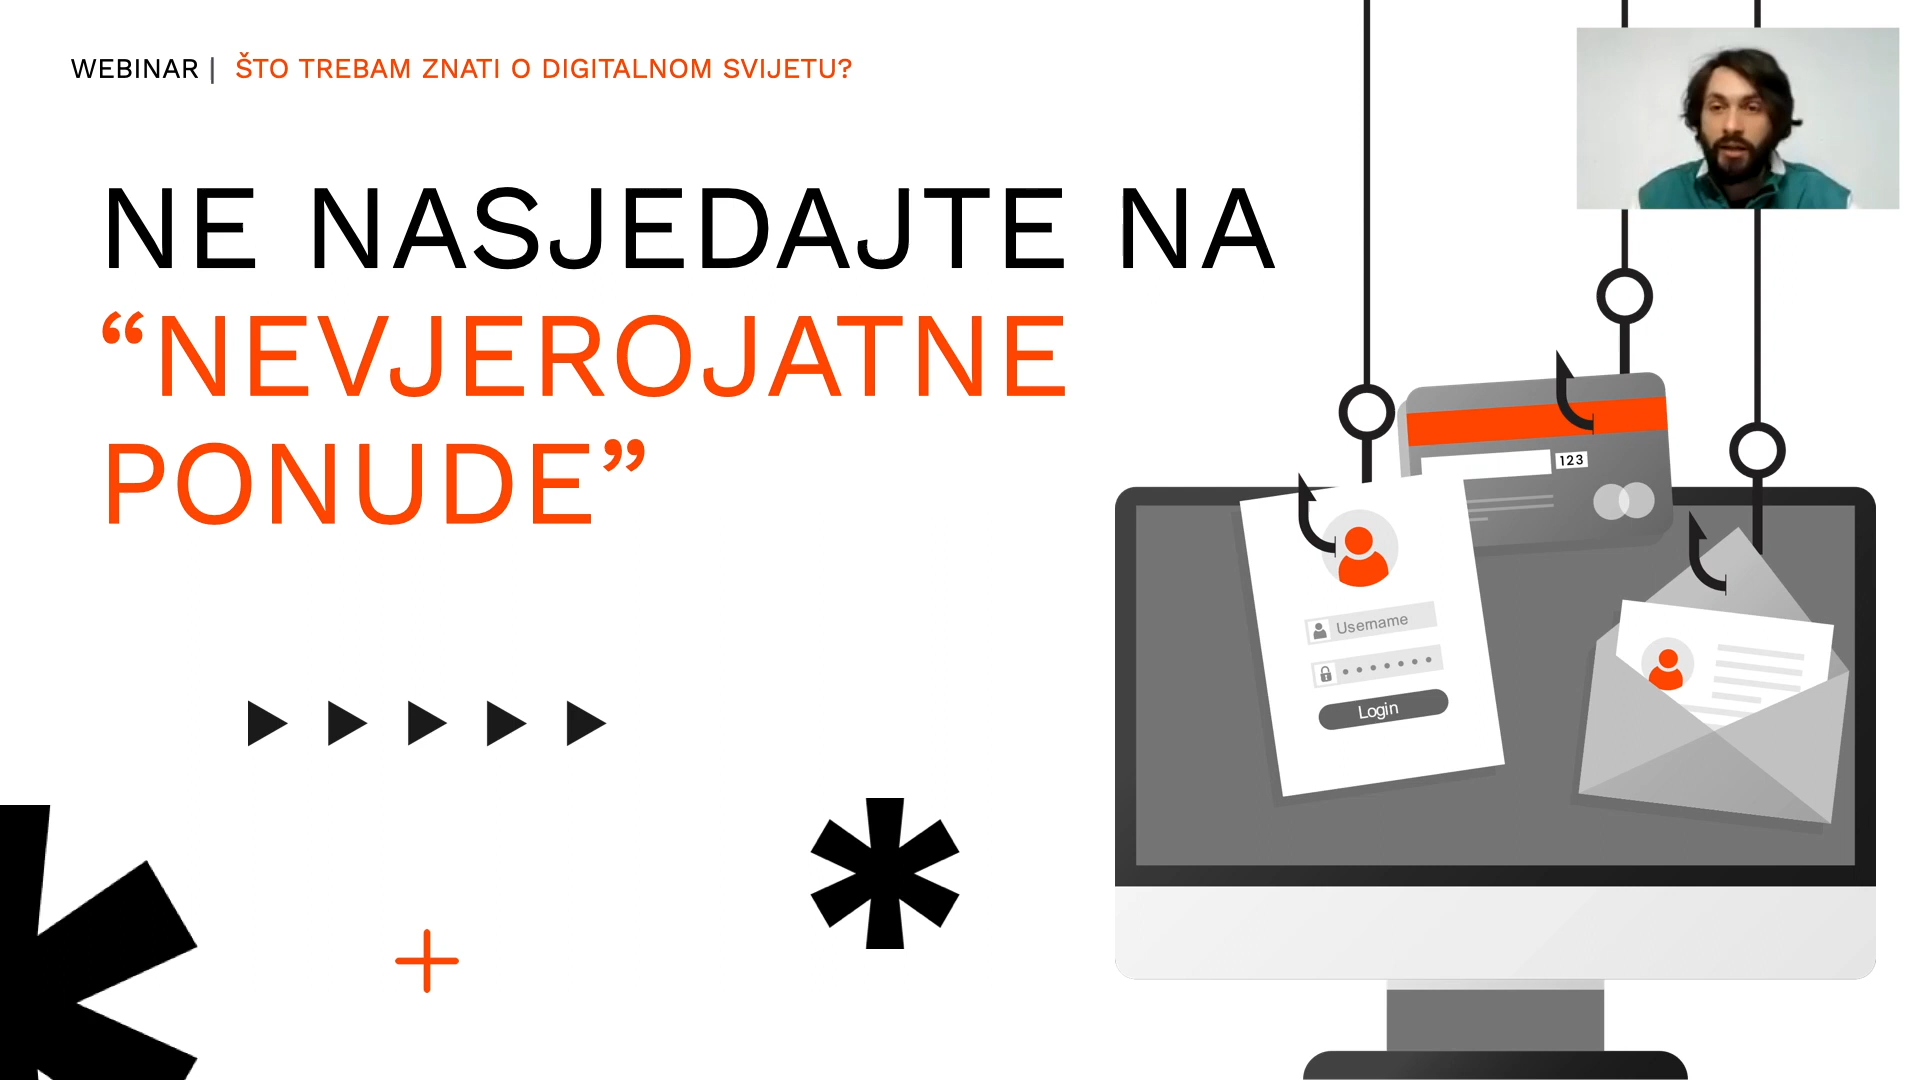 WEBINAR | ŠTO TREBAM ZNATI O DIGITALNOM SVIJETU?
NE NASJEDAJTE NA
“NEVJEROJATNE
PONUDE”
123
Username
Login